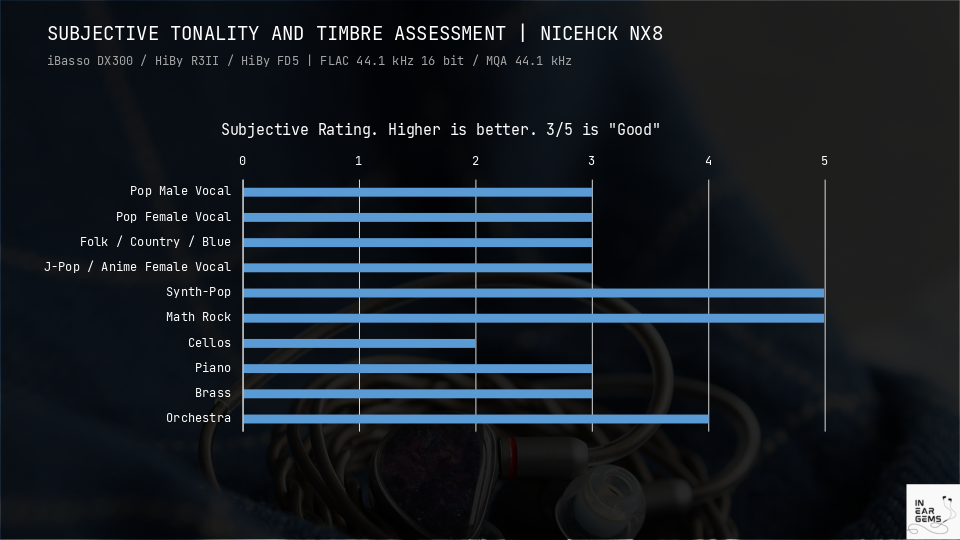 SUBJECTIVE TONALITY AND TIMBRE ASSESSMENT | NICEHCK NX8
iBasso DX300 / HiBy R3II / HiBy FD5 | FLAC 44.1 kHz 16 bit / MQA 44.1 kHz
Subjective Rating. Higher is better. 3/5 is "Good"
0 1 2 3 4 5
Pop Male Vocal
Pop Female Vocal
Folk / Country / Blue
J-Pop / Anime Female Vocal
Synth-Pop
Math Rock
Cellos
Piano
Brass
Orchestra
IN
EAR
GEMS